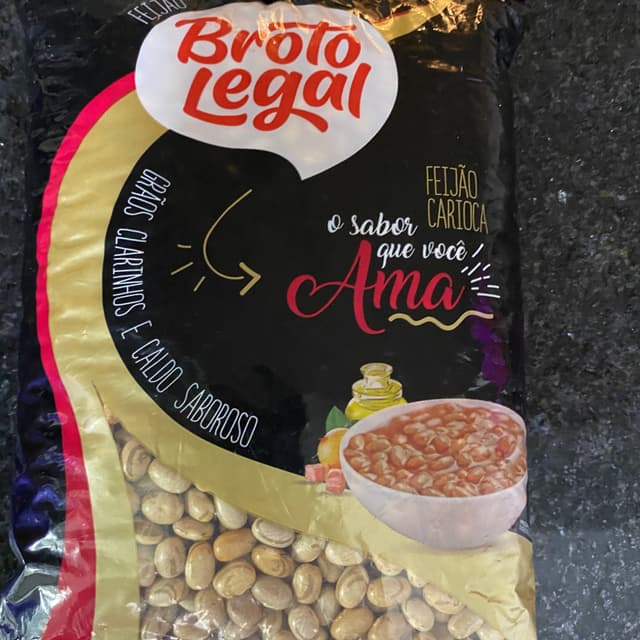 FEIJÃO
Broto
Legal
FEIJÃO
CARIOCA
o sabor
que você
Ama
GRÃOS CLARINHOS E CALDO SABOROSO